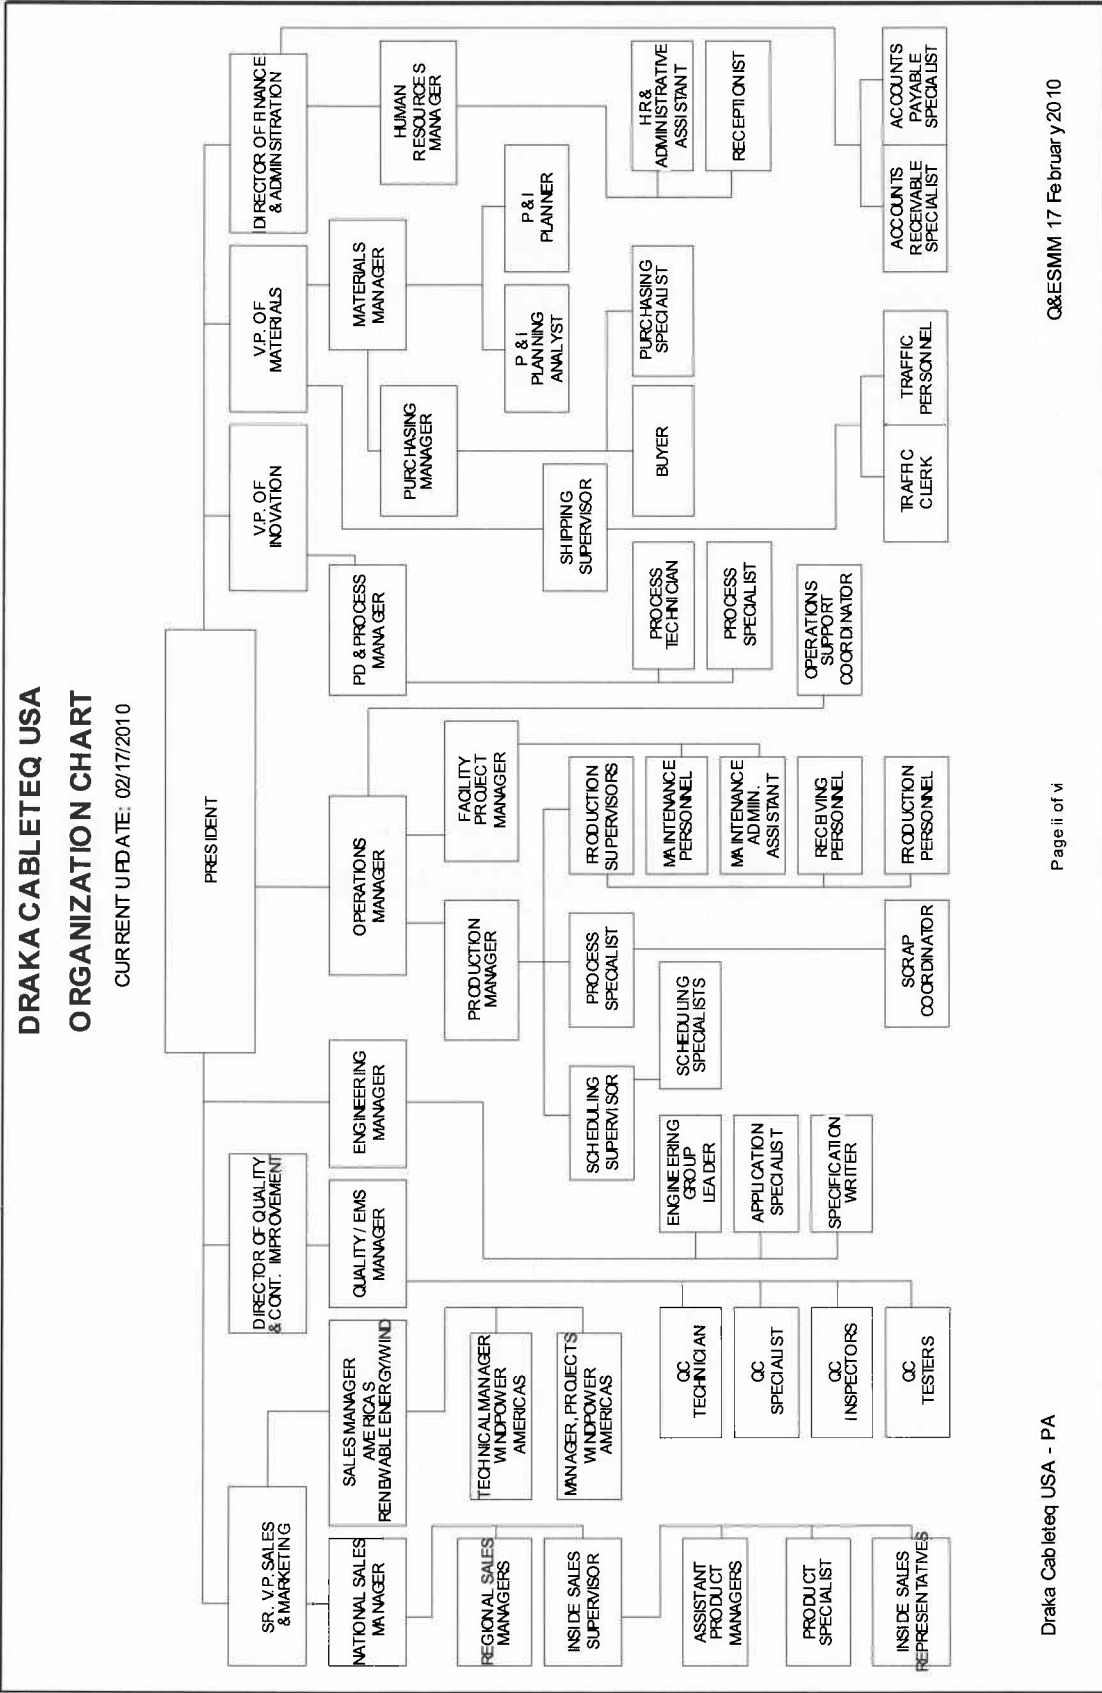 DRAKA CABLETEQ USA
ORGANIZATION CHART
CURRENT UPDATE: 02/17/2010
PRESIDENT
SR. V.P. SALES
& MARKETING
DIRECTOR OF QUALITY
& CONT. IMPROVEMENT
V.P. OF
INOVATION
V.P. OF
MATERIALS
DIRECTOR OF FINANCE
& ADMINSITRATION
NATIONAL SALES
MANAGER
SALES MANAGER
AMERICAS
RENEWABLE ENERGY/WIND
QUALITY / EMS
MANAGER
ENGINEERING
MANAGER
OPERATIONS
MANAGER
PD & PROCESS
MANAGER
MATERIALS
MANAGER
PURCHASING
MANAGER
HUMAN
RESOURCES
MANAGER
PRODUCTION
MANAGER
FACILITY
PROJECT
MANAGER
REGIONAL SALES
MANAGERS
TECHNICAL MANAGER
WINDPOWER
AMERICAS
P & I
PLANNING
ANALYST
P & I
PLANNER
INSIDE SALES
SUPERVISOR
MANAGER, PROJECTS
WINDPOWER
AMERICAS
SCHEDULING
SUPERVISOR
PROCESS
SPECIALIST
PRODUCTION
SUPERVISORS
SHIPPING
SUPERVISOR
BUYER
PURCHASING
SPECIALIST
HR &
ADMINISTRATIVE
ASSISTANT
RECEPTIONIST
ASSISTANT
PRODUCT
MANAGERS
QC
TECHNICIAN
ENGINEERING
GROUP
LEADER
SCHEDULING
SPECIALISTS
MAINTENANCE
PERSONNEL
PROCESS
TECHNICIAN
QC
SPECIALIST
APPLICATION
SPECIALIST
MAINTENANCE
ADMIN.
ASSISTANT
PROCESS
SPECIALIST
PRODUCT
SPECIALIST
QC
INSPECTORS
SPECIFICATION
WRITER
RECEIVING
PERSONNEL
OPERATIONS
SUPPORT
COORDINATOR
INSIDE SALES
REPRESENTATIVES
QC
TESTERS
SCRAP
COORDINATOR
PRODUCTION
PERSONNEL
TRAFFIC
CLERK
TRAFFIC
PERSONNEL
ACCOUNTS
RECEIVABLE
SPECIALIST
ACCOUNTS
PAYABLE
SPECIALIST
Draka Cableteq USA - PA
Page ii of vi
Q&ESMM 17 February 2010